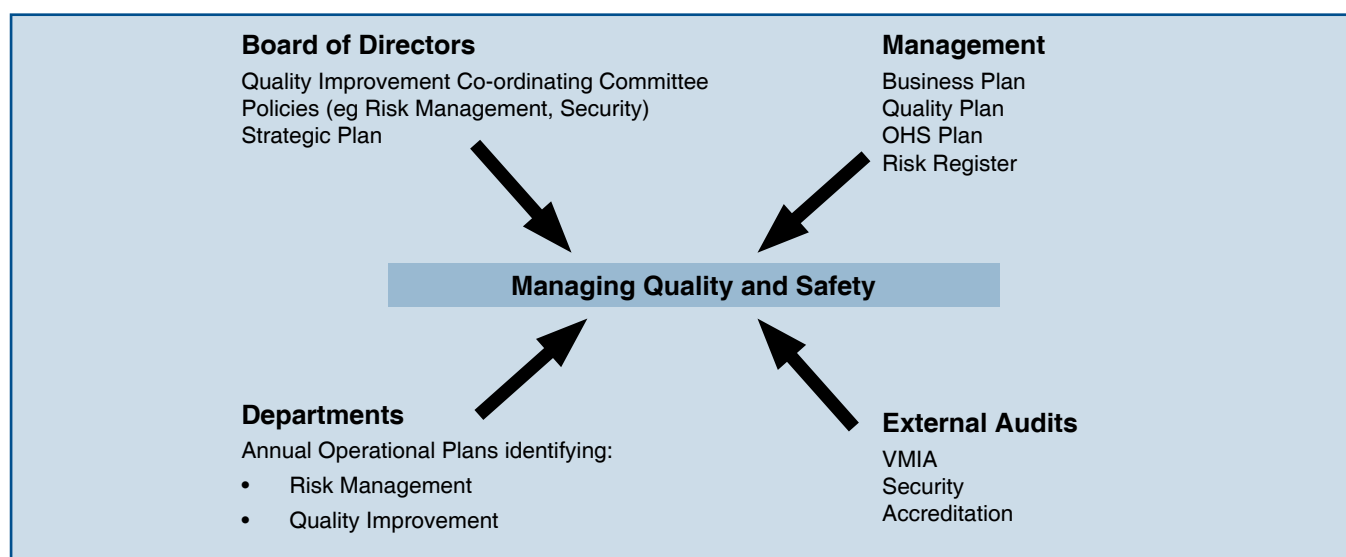 Board of Directors
Quality Improvement Co-ordinating Committee
Policies (eg Risk Management, Security)
Strategic Plan
Management
Business Plan
Quality Plan
OHS Plan
Risk Register
Managing Quality and Safety
Departments
Annual Operational Plans identifying:
• Risk Management
• Quality Improvement
External Audits
VMIA
Security
Accreditation